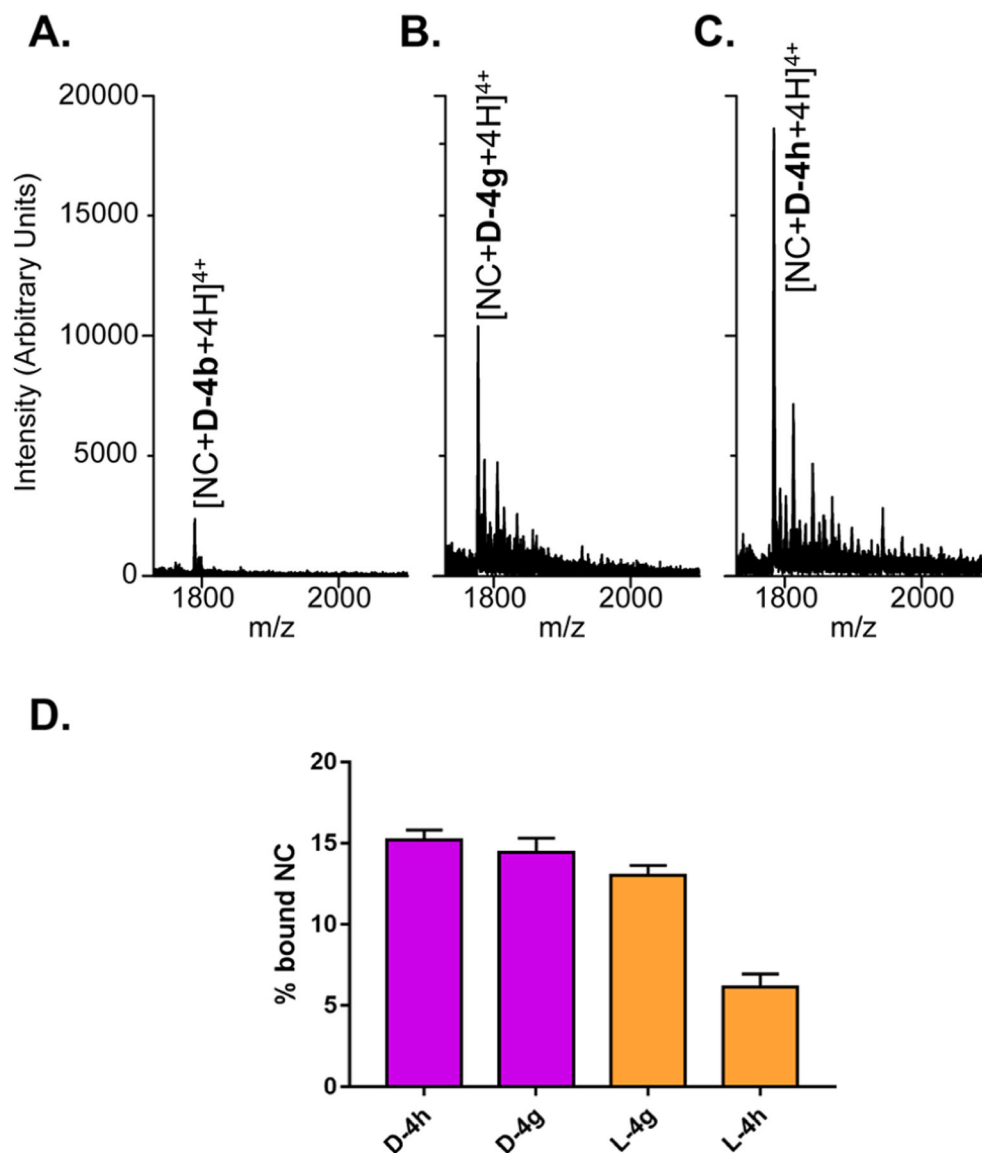 A.
B.
C.
Intensity (Arbitrary Units)
20000
15000
10000
5000
0
[NC+D-4b+4H]4+
[NC+D-4g+4H]4+
[NC+D-4h+4H]4+
1800 2000
1800 2000
1800 2000
m/z
m/z
m/z
D.
% bound NC
20
15
10
5
0
D-4h
D-4g
L-4g
L-4h